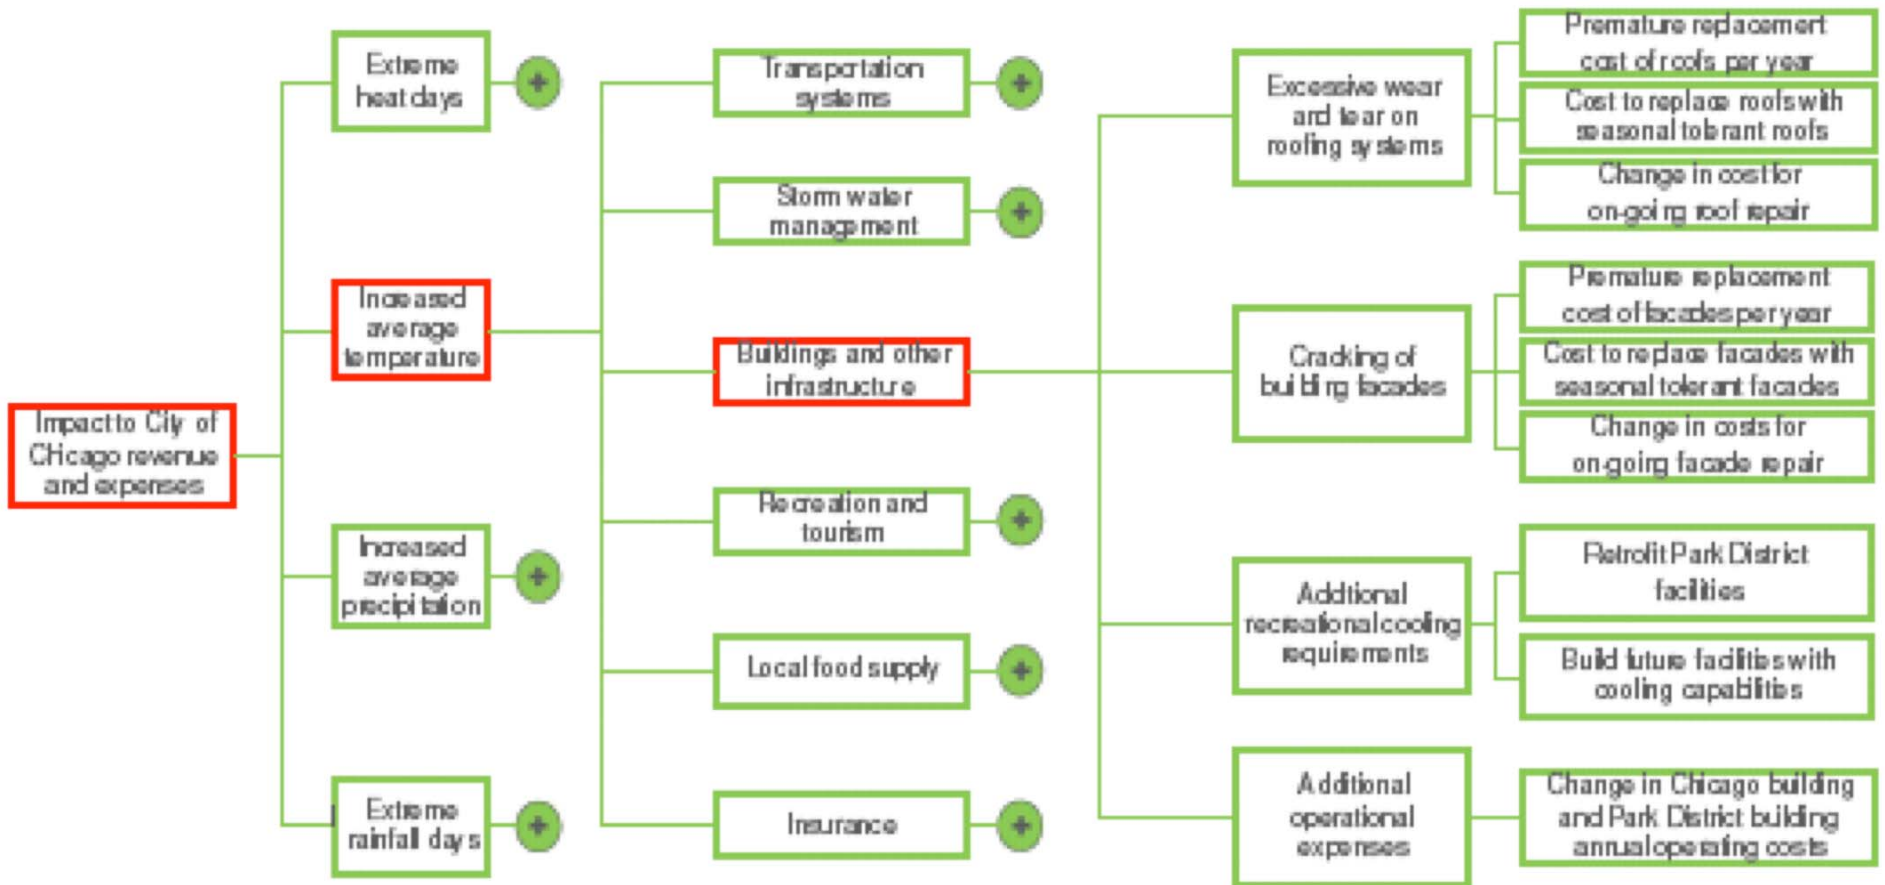 Impact to City of
Chicago revenue
and expenses
Extreme
heat days
+
Increased
average
temperature
Increased
average
precipitation
+
Extreme
rainfall days
+
Transportation
systems
+
Storm water
management
+
Buildings and other
infrastructure
Recreation and
tourism
+
Local food supply
+
Insurance
+
Excessive wear
and tear on
roofing systems
Premature replacement
cost of roofs per year
Cost to replace roofs with
seasonal tolerant roofs
Change in cost for
on-going roof repair
Cracking of
building facades
Premature replacement
cost of facades per year
Cost to replace facades with
seasonal tolerant facades
Change in costs for
on-going facade repair
Addtional
recreational cooling
requirements
Retrofit Park District
facilities
Build future facilities with
cooling capabilities
Additional
operational
expenses
Change in Chicago building
and Park District building
annual operating costs